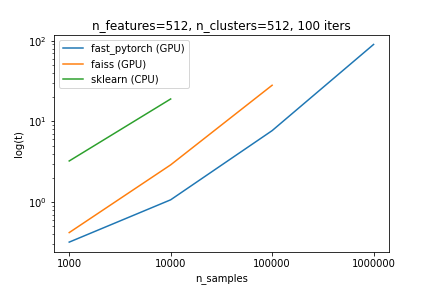 n_features=512, n_clusters=512, 100 iters
fast_pytorch (GPU)
faiss (GPU)
sklearn (CPU)
log(t)
10²
10¹
10⁰
1000 10000 100000 1000000
n_samples